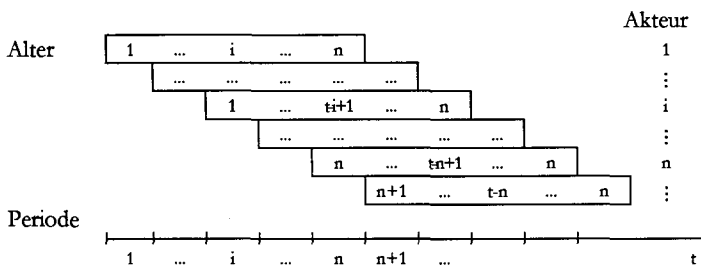 Akteur
Alter 1 ... i ... n 1
... ... ... ... ... ⋮
1 ... t-i+1 ... n i
... ... ... ... ... ⋮
n ... t-n+1 ... n n
n+1 ... t-n ... n ⋮
Periode
1 ... i ... n n+1 ... t